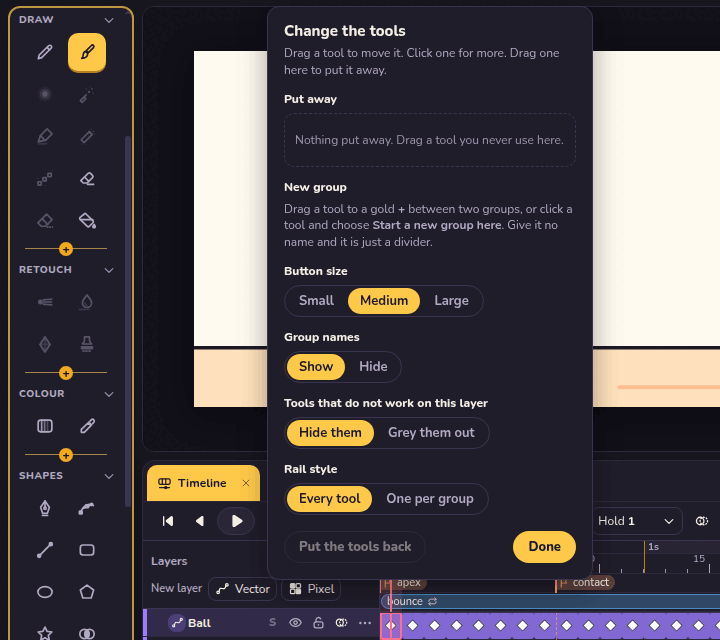 DRAW
RETOUCH
COLOUR
SHAPES
Change the tools
Drag a tool to move it. Click one for more. Drag one
here to put it away.
Put away
Nothing put away. Drag a tool you never use here.
New group
Drag a tool to a gold + between two groups, or click a
tool and choose Start a new group here. Give it no
name and it is just a divider.
Button size
Small Medium Large
Group names
Show Hide
Tools that do not work on this layer
Hide them Grey them out
Rail style
Every tool One per group
Put the tools back Done
Timeline
Hold 1
1s
15
Layers
New layer Vector Pixel
apex contact
bounce
Ball S